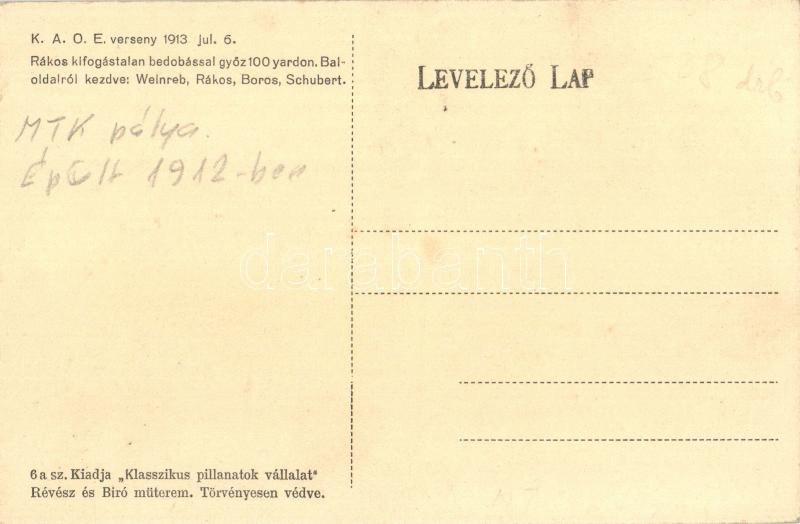 K. A. O. E. verseny 1913 jul. 6.
Rákos kifogástalan bedobással győz 100 yardon. Bal-
oldalról kezdve: Weinreb, Rákos, Boros, Schubert.
MTK pálya.
Épült 1912-ben
LEVELEZŐ LAP
8 drb
darabanth
6 a sz. Kiadja „Klasszikus pillanatok vállalat"
Révész és Biró műterem. Törvényesen védve.